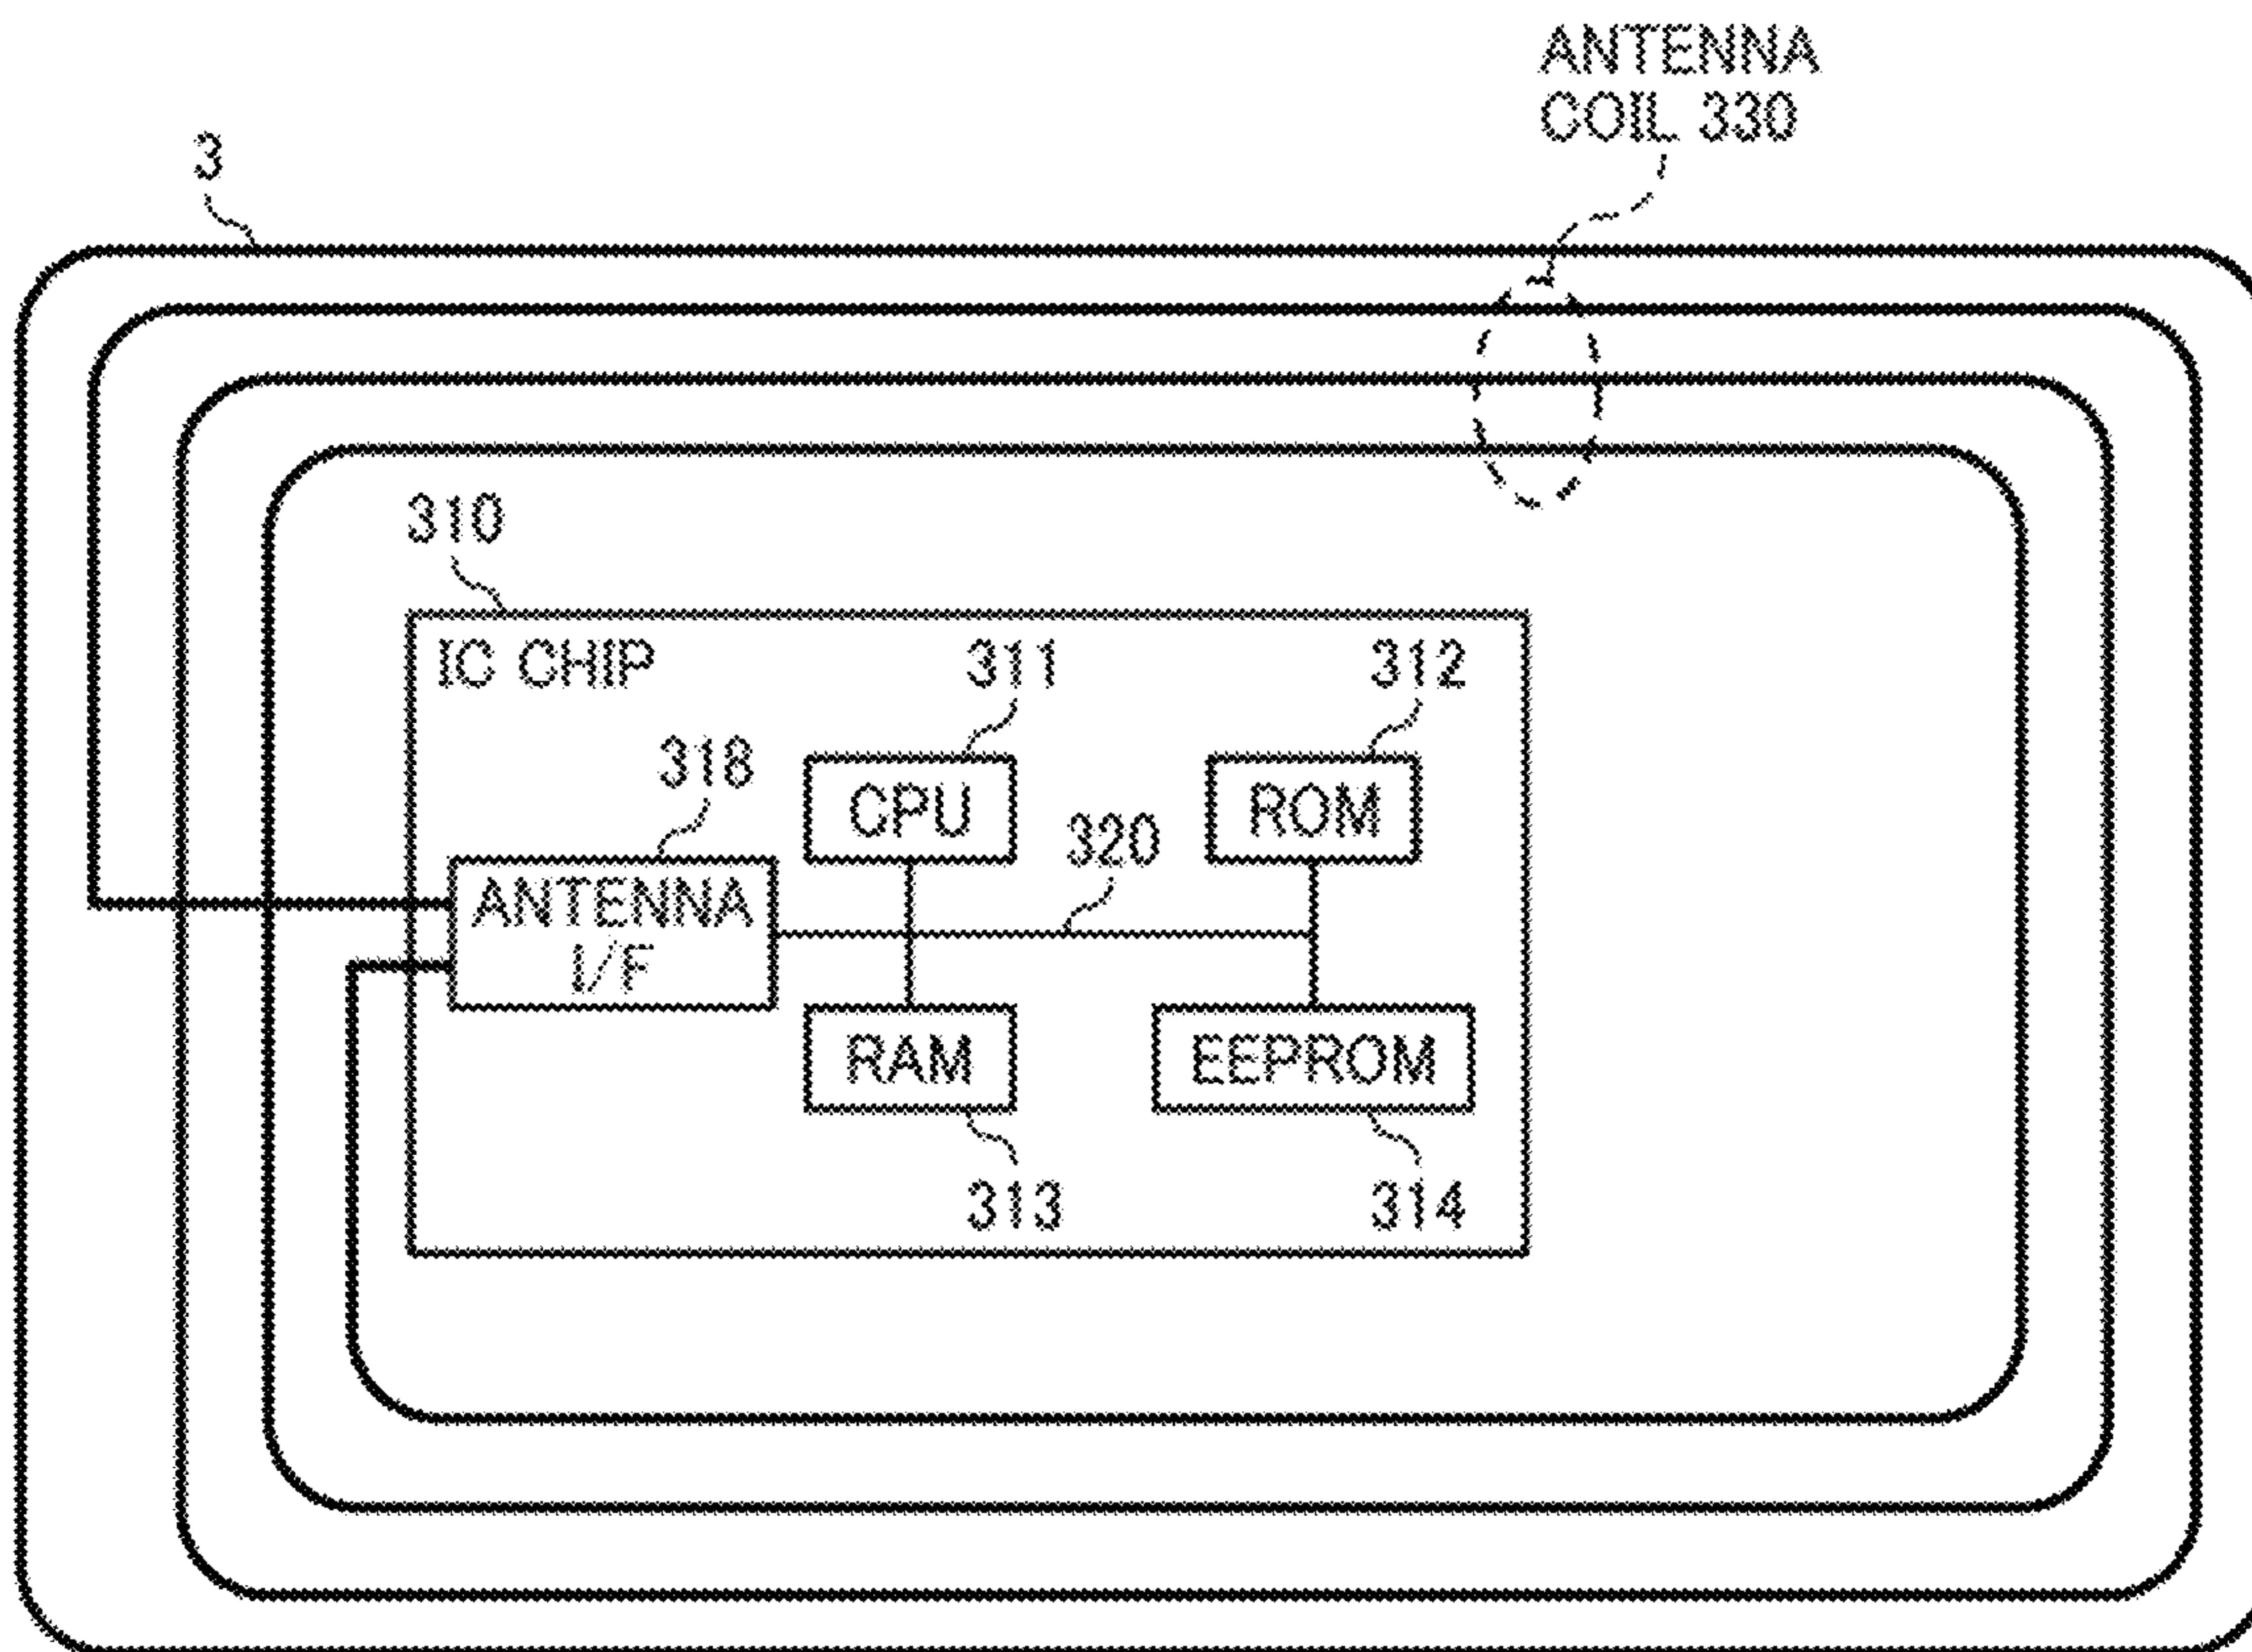 ANTENNA
COIL 330
3
310
IC CHIP
311
312
318
CPU
ROM
320
ANTENNA
I/F
RAM
EEPROM
313
314